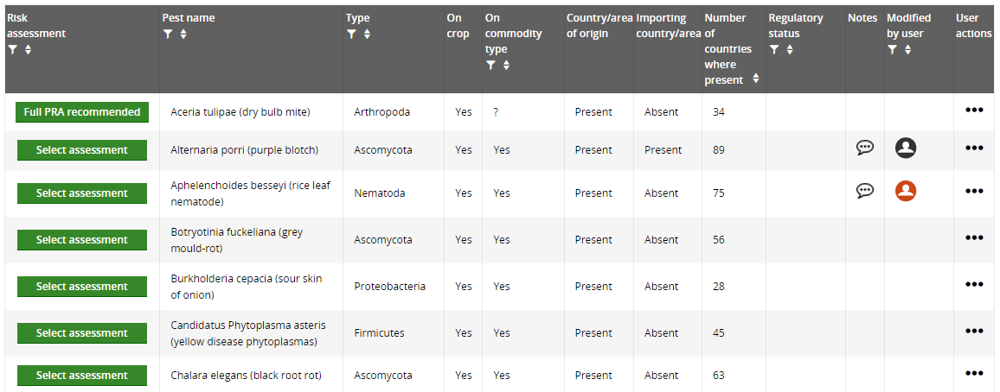 Risk assessment
Pest name
Type
On crop
On commodity type
Country/area of origin
Importing country/area
Number of countries where present
Regulatory status
Notes
Modified by user
User actions
Full PRA recommended
Aceria tulipae (dry bulb mite)
Arthropoda
Yes
?
Present
Absent
34
Select assessment
Alternaria porri (purple blotch)
Ascomycota
Yes
Yes
Present
Present
89
Select assessment
Aphelenchoides besseyi (rice leaf
nematode)
Nematoda
Yes
Yes
Present
Absent
75
Select assessment
Botryotinia fuckeliana (grey
mould-rot)
Ascomycota
Yes
Yes
Present
Absent
56
Select assessment
Burkholderia cepacia (sour skin
of onion)
Proteobacteria
Yes
Yes
Present
Absent
28
Select assessment
Candidatus Phytoplasma asteris
(yellow disease phytoplasmas)
Firmicutes
Yes
Yes
Present
Absent
45
Select assessment
Chalara elegans (black root rot)
Ascomycota
Yes
Yes
Present
Absent
63